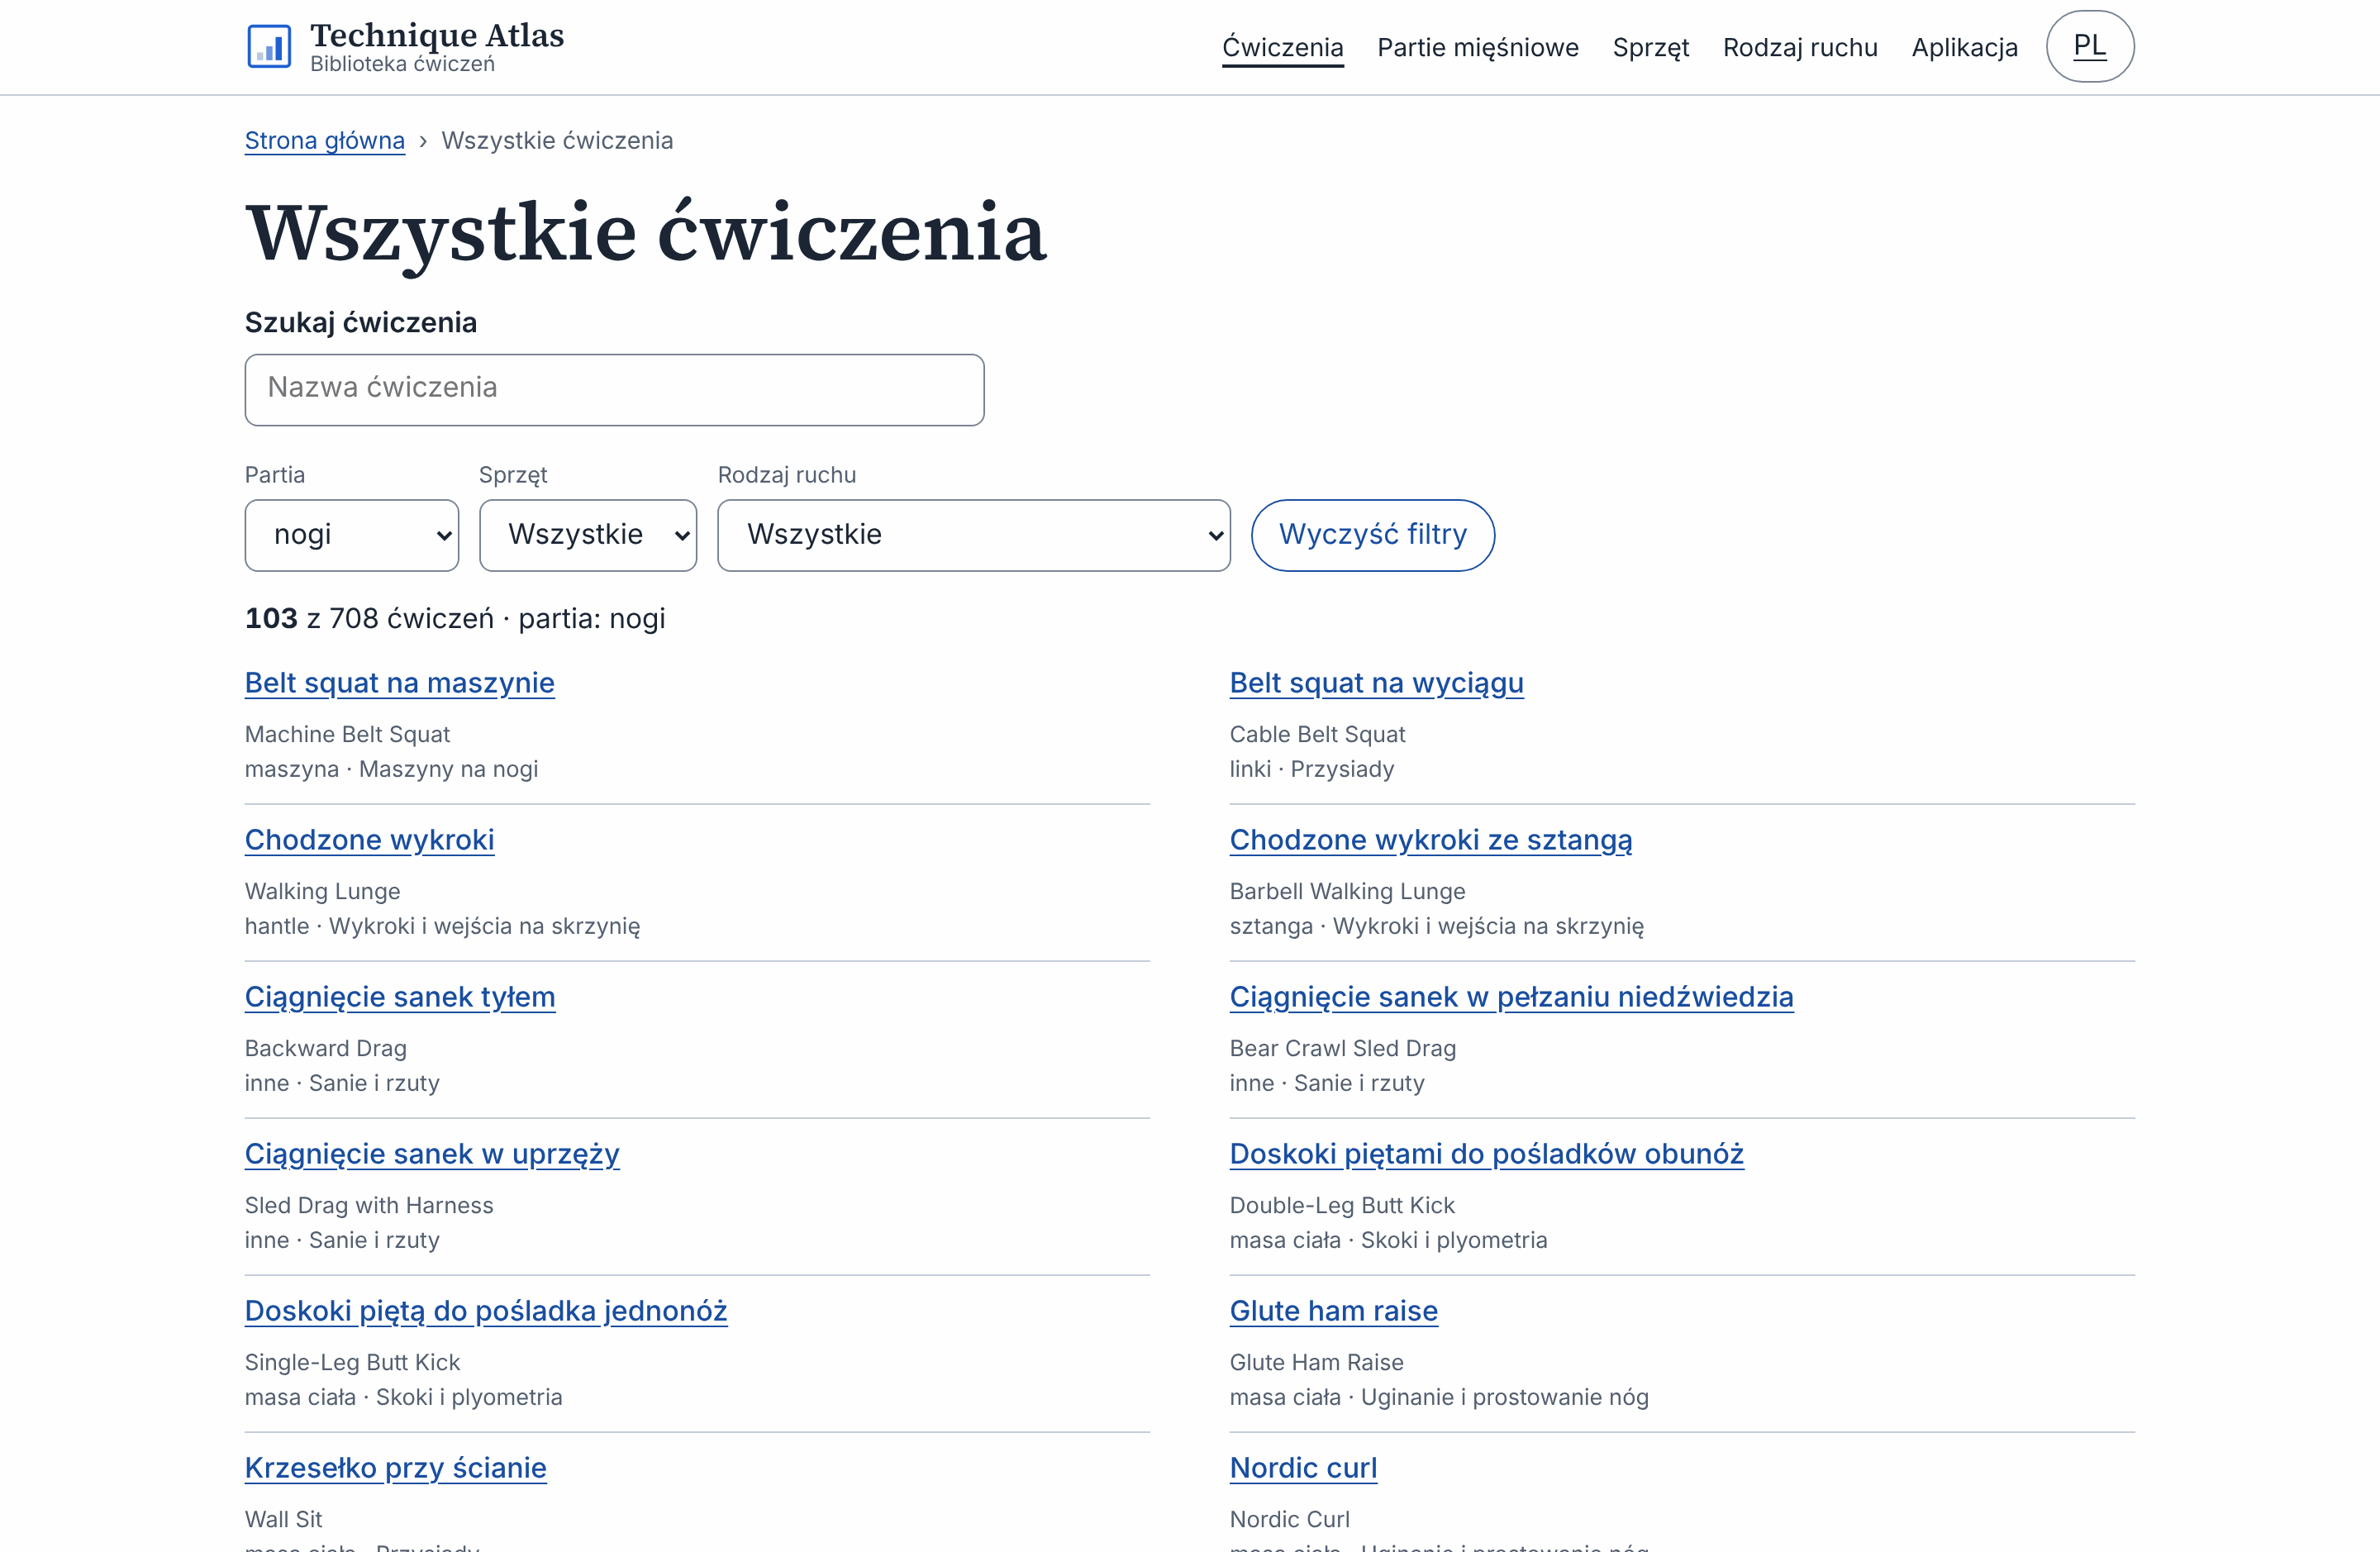 Technique Atlas
Biblioteka ćwiczeń
Ćwiczenia
Partie mięśniowe
Sprzęt
Rodzaj ruchu
Aplikacja
PL
Strona główna › Wszystkie ćwiczenia
Wszystkie ćwiczenia
Szukaj ćwiczenia
Nazwa ćwiczenia
Partia
nogi
Sprzęt
Wszystkie
Rodzaj ruchu
Wszystkie
Wyczyść filtry
103 z 708 ćwiczeń · partia: nogi
Belt squat na maszynie
Machine Belt Squat
maszyna · Maszyny na nogi
Belt squat na wyciągu
Cable Belt Squat
linki · Przysiady
Chodzone wykroki
Walking Lunge
hantle · Wykroki i wejścia na skrzynię
Chodzone wykroki ze sztangą
Barbell Walking Lunge
sztanga · Wykroki i wejścia na skrzynię
Ciągnięcie sanek tyłem
Backward Drag
inne · Sanie i rzuty
Ciągnięcie sanek w pełzaniu niedźwiedzia
Bear Crawl Sled Drag
inne · Sanie i rzuty
Ciągnięcie sanek w uprzęży
Sled Drag with Harness
inne · Sanie i rzuty
Doskoki piętami do pośladków obunóż
Double-Leg Butt Kick
masa ciała · Skoki i plyometria
Doskoki piętą do pośladka jednonóż
Single-Leg Butt Kick
masa ciała · Skoki i plyometria
Glute ham raise
Glute Ham Raise
masa ciała · Uginanie i prostowanie nóg
Krzesełko przy ścianie
Wall Sit
masa ciała · Przysiady
Nordic curl
Nordic Curl
masa ciała · Uginanie i prostowanie nóg